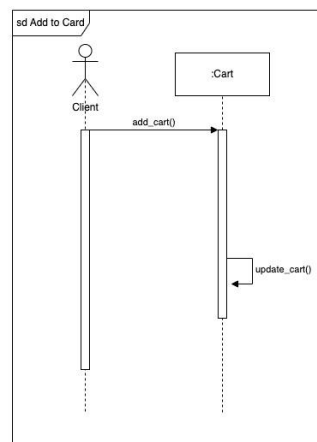 sd Add to Card
Client
:Cart
add_cart()
update_cart()